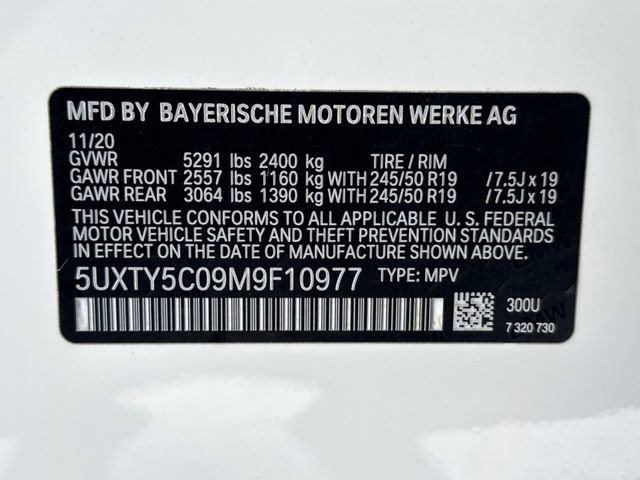 MFD BY BAYERISCHE MOTOREN WERKE AG
11/20
GVWR 5291 lbs 2400 kg TIRE / RIM
GAWR FRONT 2557 lbs 1160 kg WITH 245/50 R19 /7.5J x 19
GAWR REAR 3064 lbs 1390 kg WITH 245/50 R19 /7.5J x 19
THIS VEHICLE CONFORMS TO ALL APPLICABLE U. S. FEDERAL
MOTOR VEHICLE SAFETY AND THEFT PREVENTION STANDARDS
IN EFFECT ON THE DATE OF MANUFACTURE SHOWN ABOVE.
5UXTY5C09M9F10977 TYPE: MPV
300U
7 320 730